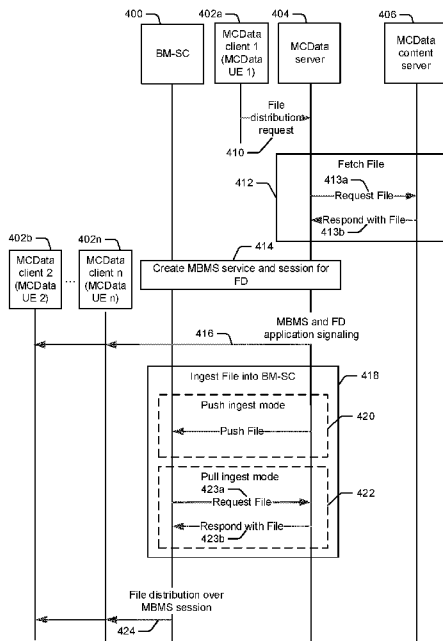 400
402a
404
406
BM-SC
MCData
client 1
(MCData
UE 1)
MCData
server
MCData
content
server
File
distribution
request
410
Fetch File
412
413a
Request File
Respond with File
413b
402b
402n
414
MCData
client 2
(MCData
UE 2)
...
MCData
client n
(MCData
UE n)
Create MBMS service and session for
FD
416
MBMS and FD
application signaling
Ingest File into BM-SC
418
Push ingest mode
420
Push File
Pull ingest mode
423a
422
Request File
Respond with File
423b
File distribution over
MBMS session
424